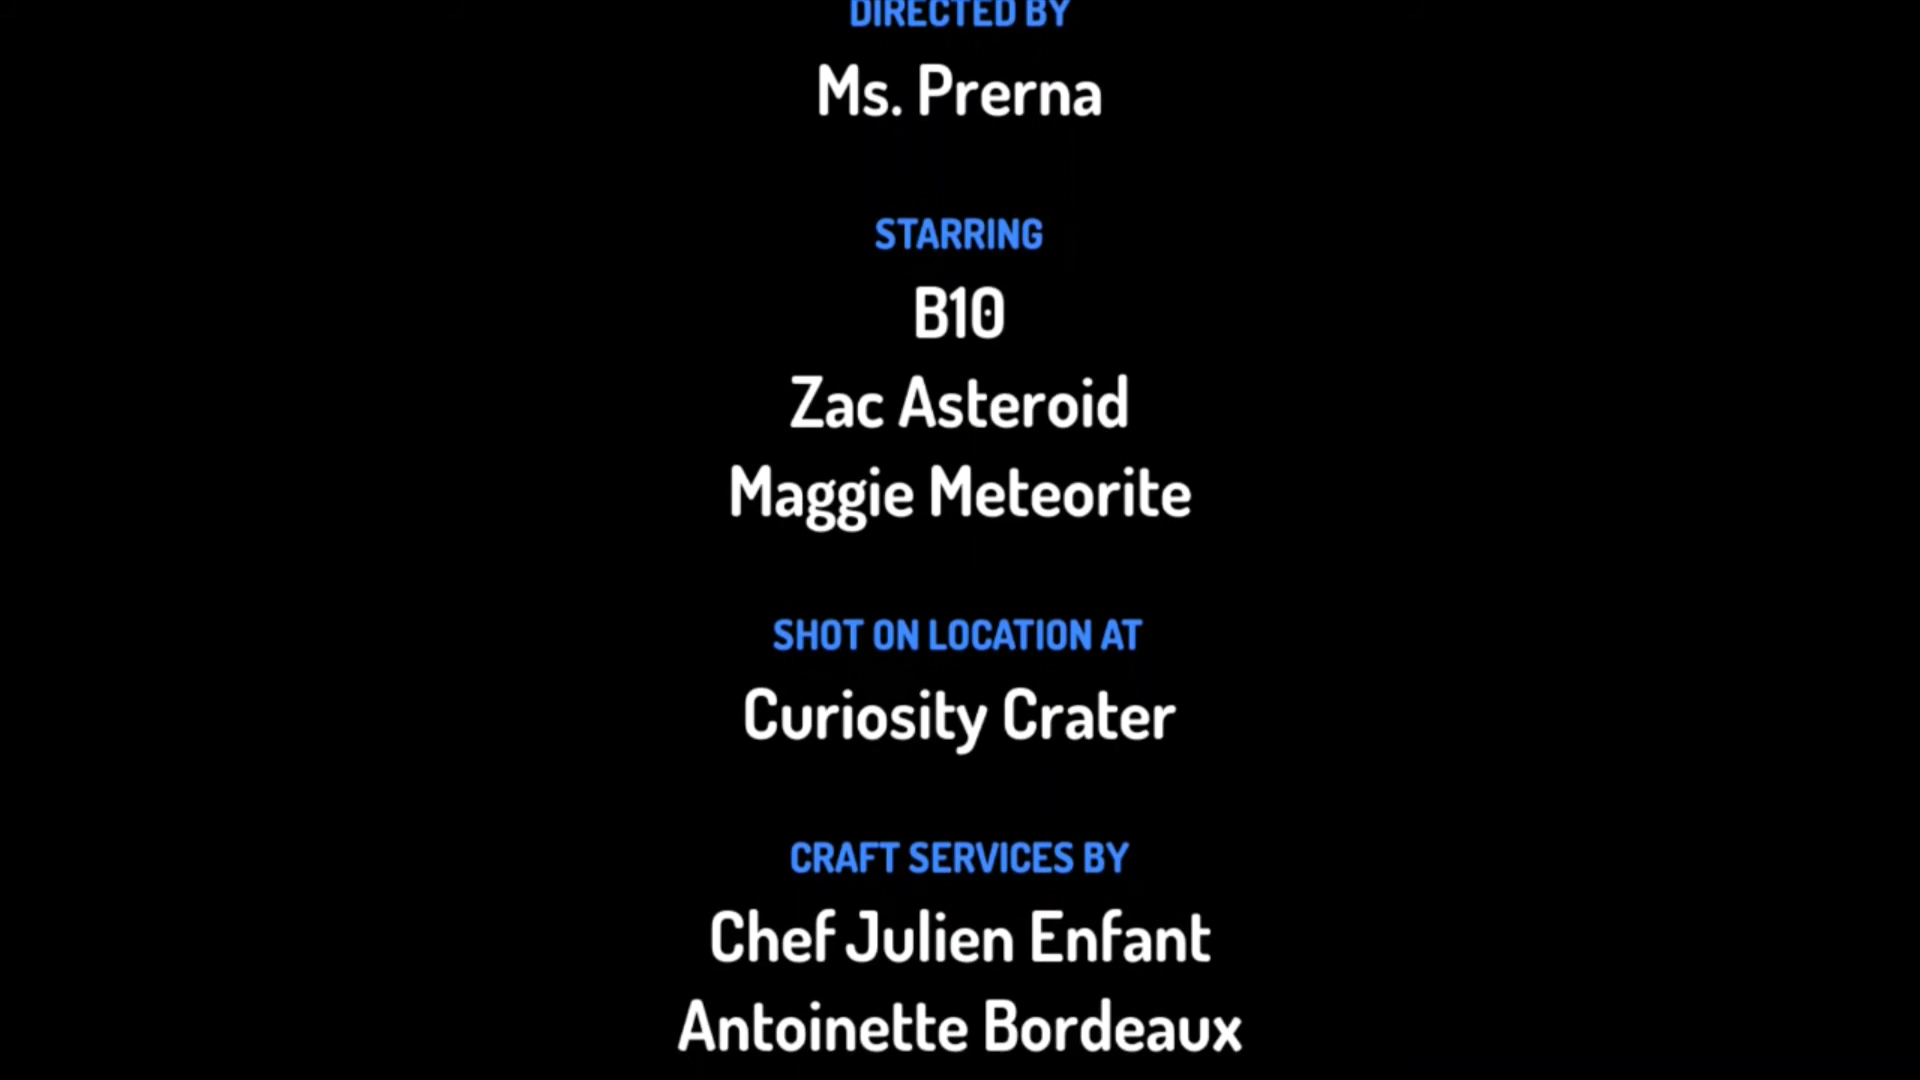 DIRECTED BY
Ms. Prerna
STARRING
B10
Zac Asteroid
Maggie Meteorite
SHOT ON LOCATION AT
Curiosity Crater
CRAFT SERVICES BY
Chef Julien Enfant
Antoinette Bordeaux